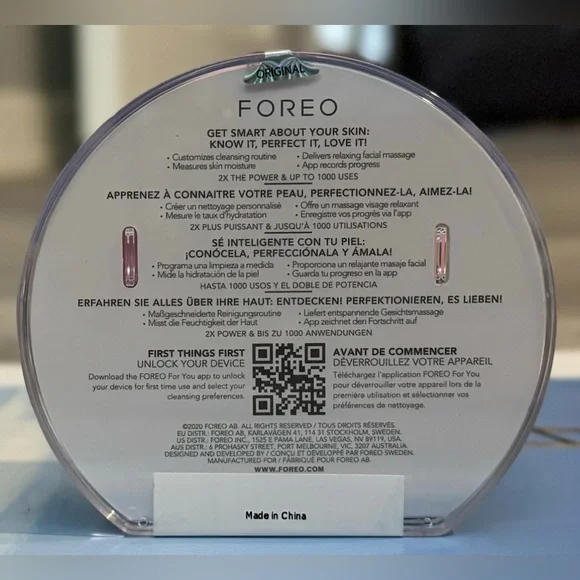 ORIGINAL
FOREO
GET SMART ABOUT YOUR SKIN:
KNOW IT, PERFECT IT, LOVE IT!
• Customizes cleansing routine • Delivers relaxing facial massage
• Measures skin moisture • App records progress
2X THE POWER & UP TO 1000 USES
APPRENEZ À CONNAITRE VOTRE PEAU, PERFECTIONNEZ-LA, AIMEZ-LA!
• Créer un nettoyage personnalisé • Offre un massage visage relaxant
• Mesure le taux d'hydratation • Enregistre vos progrès via l'app
2X PLUS PUISSANT & JUSQU'À 1000 UTILISATIONS
SÉ INTELIGENTE CON TU PIEL:
¡CONÓCELA, PERFECCIÓNALA Y ÁMALA!
• Programa una limpieza a medida • Proporciona un relajante masaje facial
• Mide la hidratación de la piel • Guarda tu progreso en la app
HASTA 1000 USOS Y EL DOBLE DE POTENCIA
ERFAHREN SIE ALLES ÜBER IHRE HAUT: ENTDECKEN! PERFEKTIONIEREN, ES LIEBEN!
• Maßgeschneiderte Reinigungsroutine • Liefert entspannende Gesichtsmassage
• Misst die Feuchtigkeit der Haut • App zeichnet den Fortschritt auf
2X POWER & BIS ZU 1000 ANWENDUNGEN
FIRST THINGS FIRST
UNLOCK YOUR DEVICE
Download the FOREO For You app to unlock
your device for first time use and select your
cleansing preferences.
AVANT DE COMMENCER
DÉVERROUILLEZ VOTRE APPAREIL
Téléchargez l'application FOREO For You
pour déverrouiller votre appareil lors de la
première utilisation et sélectionner vos
préférences de nettoyage.
©2020 FOREO AB. ALL RIGHTS RESERVED / TOUS DROITS RÉSERVÉS.
EU DISTR.: FOREO AB, KARLAVÄGEN 41, 114 31 STOCKHOLM, SWEDEN.
US DISTR.: FOREO INC., 1525 E PAMA LANE, LAS VEGAS, NV 89119, USA.
AUS DISTR.: 6 PROHASKY STREET, PORT MELBOURNE, VIC, 3207 AUSTRALIA.
DESIGNED AND DEVELOPED BY / CONÇU ET DÉVELOPPÉ PAR FOREO SWEDEN.
MANUFACTURED FOR / FABRIQUÉ POUR FOREO AB.
WWW.FOREO.COM
Made in China